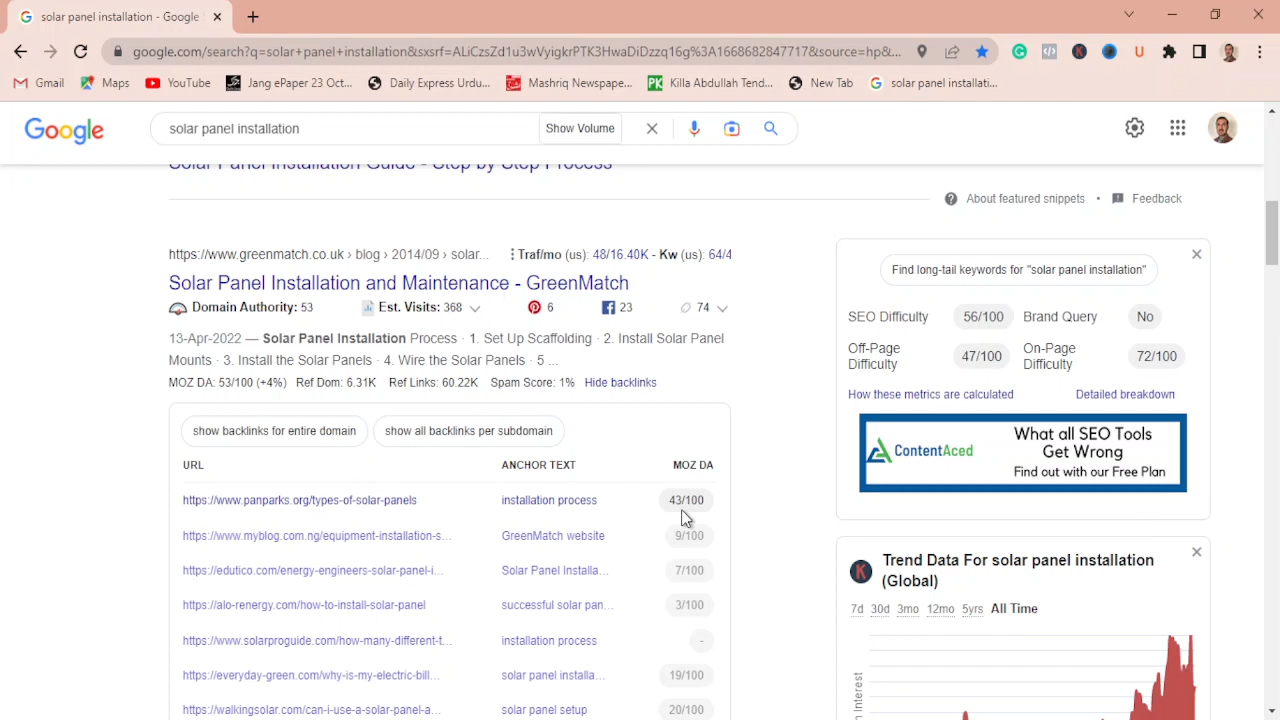 solar panel installation - Google
google.com/search?q=solar+panel+installation&sxsrf=ALiCzsZd1u3wVyigkrPTK3HwaDiDzzq16g%3A1668682847717&source=hp&...
Gmail
Maps
YouTube
Jang ePaper 23 Oct...
Daily Express Urdu...
Mashriq Newspape...
PK
Killa Abdullah Tend...
New Tab
solar panel installati...
Google
solar panel installation
Show Volume
Solar Panel Installation Guide - Step by Step Process
About featured snippets
•
Feedback
https://www.greenmatch.co.uk › blog › 2014/09 › solar...
Traf/mo (us): 48/16.40K - Kw (us): 64/4
Solar Panel Installation and Maintenance - GreenMatch
Domain Authority: 53
Est. Visits: 368
6
23
74
13-Apr-2022 — Solar Panel Installation Process · 1. Set Up Scaffolding · 2. Install Solar Panel
Mounts · 3. Install the Solar Panels · 4. Wire the Solar Panels · 5 ...
MOZ DA: 53/100 (+4%) Ref Dom: 6.31K Ref Links: 60.22K Spam Score: 1% Hide backlinks
show backlinks for entire domain
show all backlinks per subdomain
URL
ANCHOR TEXT
MOZ DA
https://www.panparks.org/types-of-solar-panels
installation process
43/100
https://www.myblog.com.ng/equipment-installation-s...
GreenMatch website
9/100
https://edutico.com/energy-engineers-solar-panel-i...
Solar Panel Installa...
7/100
https://alo-renergy.com/how-to-install-solar-panel
successful solar pan...
3/100
https://www.solarproguide.com/how-many-different-t...
installation process
-
https://everyday-green.com/why-is-my-electric-bill...
solar panel installa...
19/100
https://walkingsolar.com/can-i-use-a-solar-panel-a...
solar panel setup
20/100
Find long-tail keywords for "solar panel installation"
SEO Difficulty
56/100
Brand Query
No
Off-Page
Difficulty
47/100
On-Page
Difficulty
72/100
How these metrics are calculated
Detailed breakdown
ContentAced
What all SEO Tools
Get Wrong
Find out with our Free Plan
K
Trend Data For solar panel installation
(Global)
7d 30d 3mo 12mo 5yrs All Time
n Interest